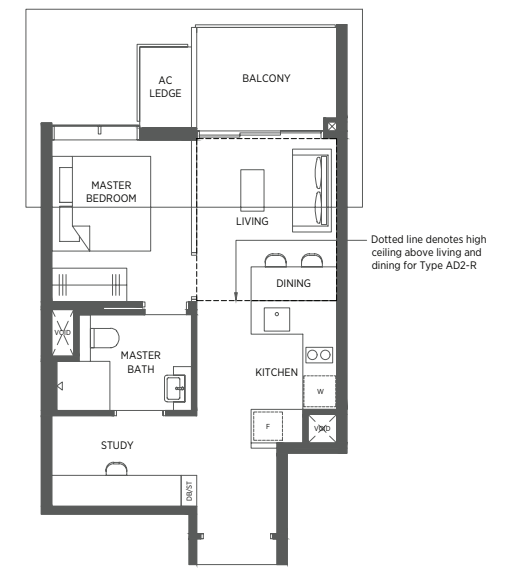 AC
LEDGE
BALCONY
MASTER
BEDROOM
LIVING
Dotted line denotes high
ceiling above living and
dining for Type AD2-R
DINING
VOID
MASTER
BATH
KITCHEN
W
F
VOID
STUDY
DB/ST